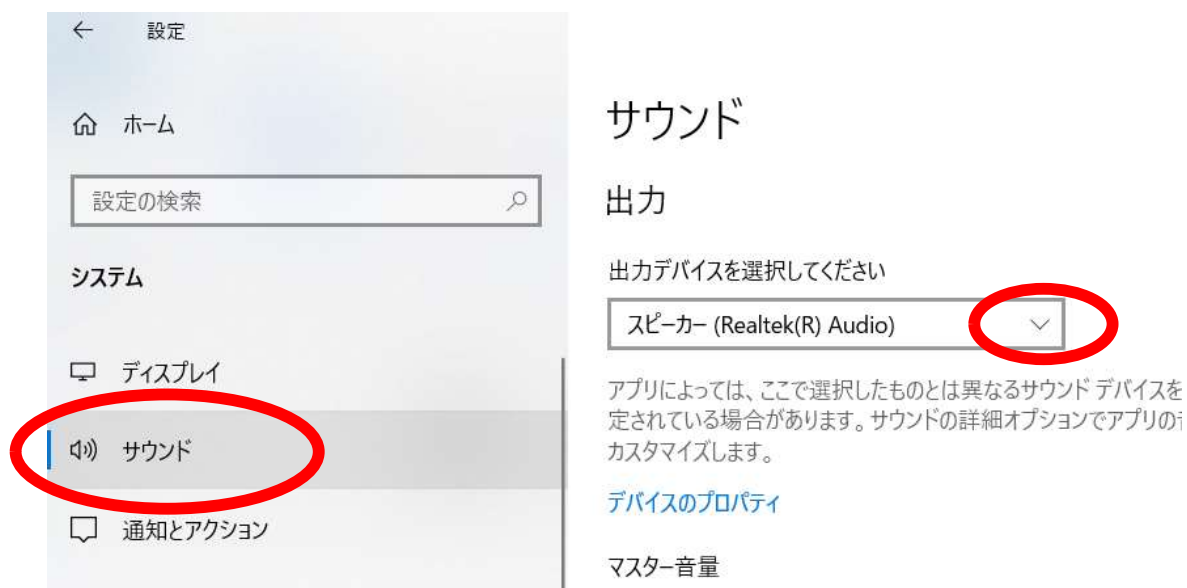 設定
ホーム
設定の検索
システム
ディスプレイ
サウンド
通知とアクション
サウンド
出力
出力デバイスを選択してください
スピーカー (Realtek(R) Audio)
アプリによっては、ここで選択したものとは異なるサウンド デバイスを
定されている場合があります。サウンドの詳細オプションでアプリの
カスタマイズします。
デバイスのプロパティ
マスター音量